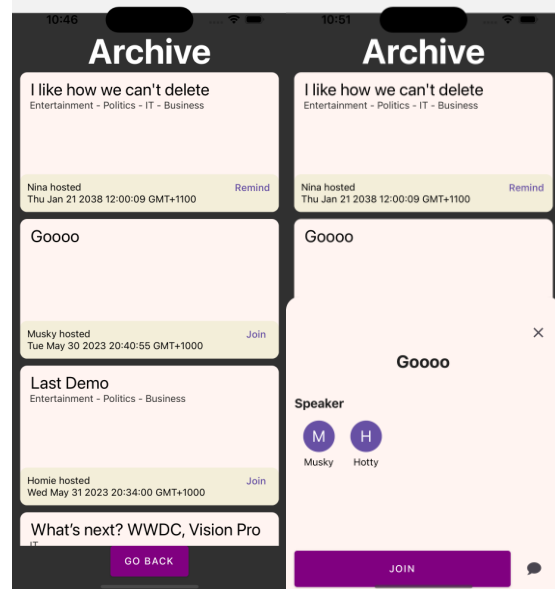 10:46
Archive
I like how we can't delete
Entertainment - Politics - IT - Business
Nina hosted
Remind
Thu Jan 21 2038 12:00:09 GMT+1100
Goooo
Musky hosted
Join
Tue May 30 2023 20:40:55 GMT+1000
Last Demo
Entertainment - Politics - Business
Homie hosted
Join
Wed May 31 2023 20:34:00 GMT+1000
What's next? WWDC, Vision Pro
IT
GO BACK
10:51
Archive
I like how we can't delete
Entertainment - Politics - IT - Business
Nina hosted
Remind
Thu Jan 21 2038 12:00:09 GMT+1100
Goooo
Goooo
Speaker
M
H
Musky
Hotty
JOIN